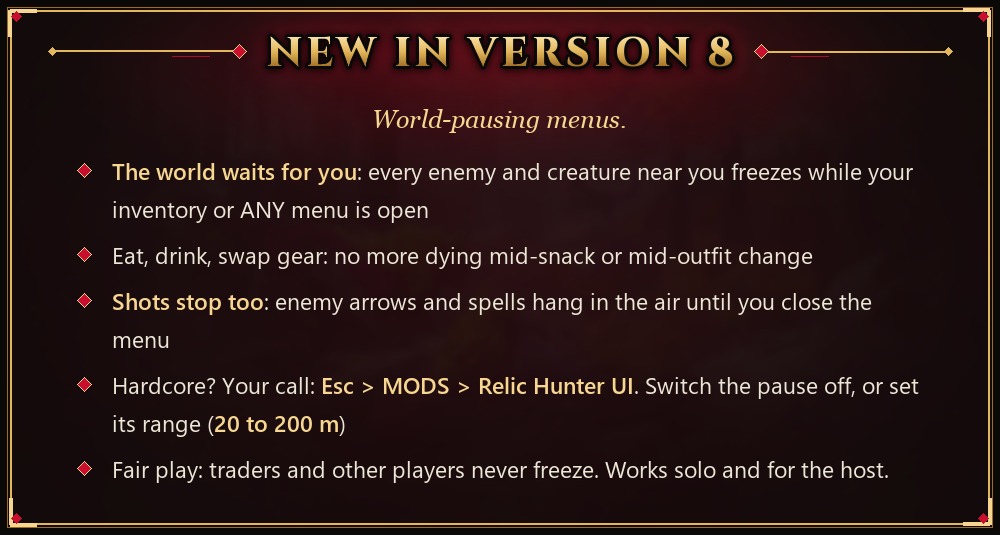 NEW IN VERSION 8
World-pausing menus.
The world waits for you: every enemy and creature near you freezes while your
inventory or ANY menu is open
Eat, drink, swap gear: no more dying mid-snack or mid-outfit change
Shots stop too: enemy arrows and spells hang in the air until you close the
menu
Hardcore? Your call: Esc > MODS > Relic Hunter UI. Switch the pause off, or set
its range (20 to 200 m)
Fair play: traders and other players never freeze. Works solo and for the host.